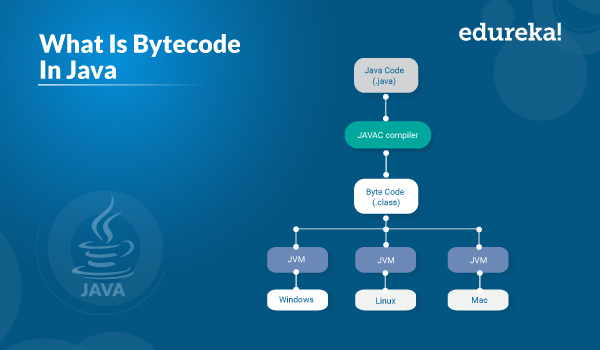 What Is Bytecode
In Java
edureka!
Java Code
(.java)
JAVAC compiler
Byte Code
(.class)
JVM
JVM
JVM
Windows
Linux
Mac
JAVA